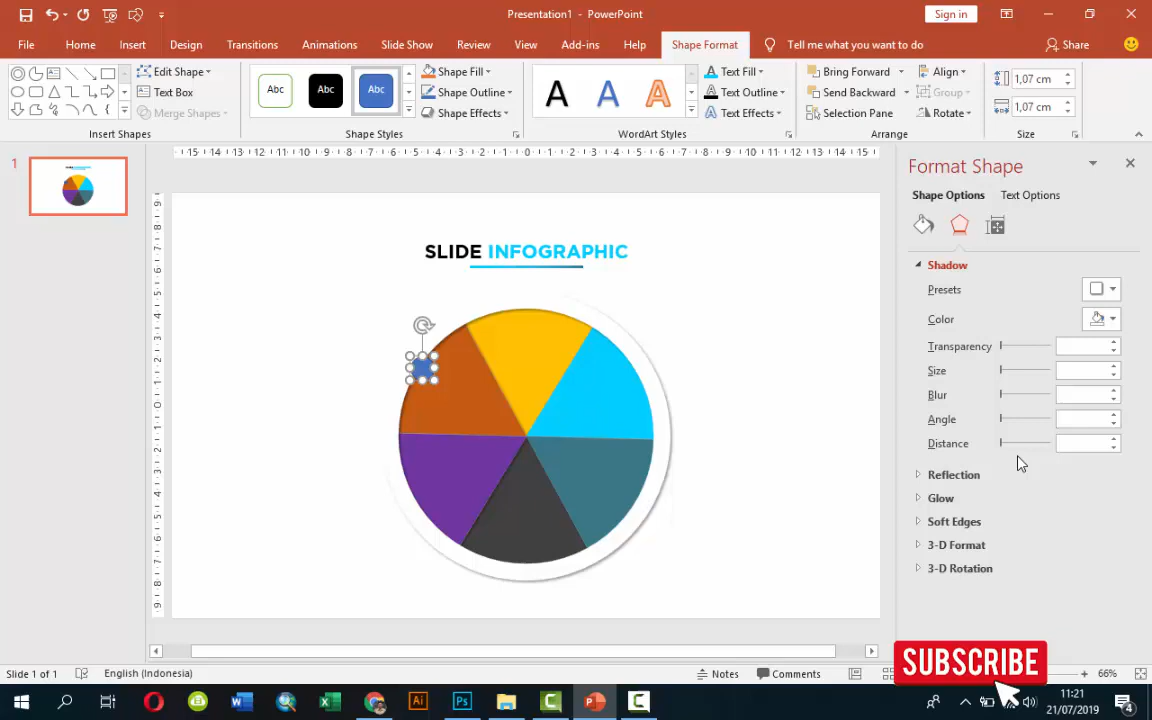 Presentation1 - PowerPoint
Sign in
File Home Insert Design Transitions Animations Slide Show Review View Add-ins Help Shape Format Tell me what you want to do Share
Edit Shape
Text Box
Merge Shapes
Insert Shapes
Abc Abc Abc
Shape Fill
Shape Outline
Shape Effects
Shape Styles
A A A
Text Fill
Text Outline
Text Effects
WordArt Styles
Bring Forward
Send Backward
Selection Pane
Align
Group
Rotate
Arrange
1,07 cm
1,07 cm
Size
1
SLIDE INFOGRAPHIC
Format Shape
Shape Options Text Options
Shadow
Presets
Color
Transparency
Size
Blur
Angle
Distance
Reflection
Glow
Soft Edges
3-D Format
3-D Rotation
SUBSCRIBE
Slide 1 of 1 English (Indonesia) Notes Comments 66%
11:21
21/07/2019